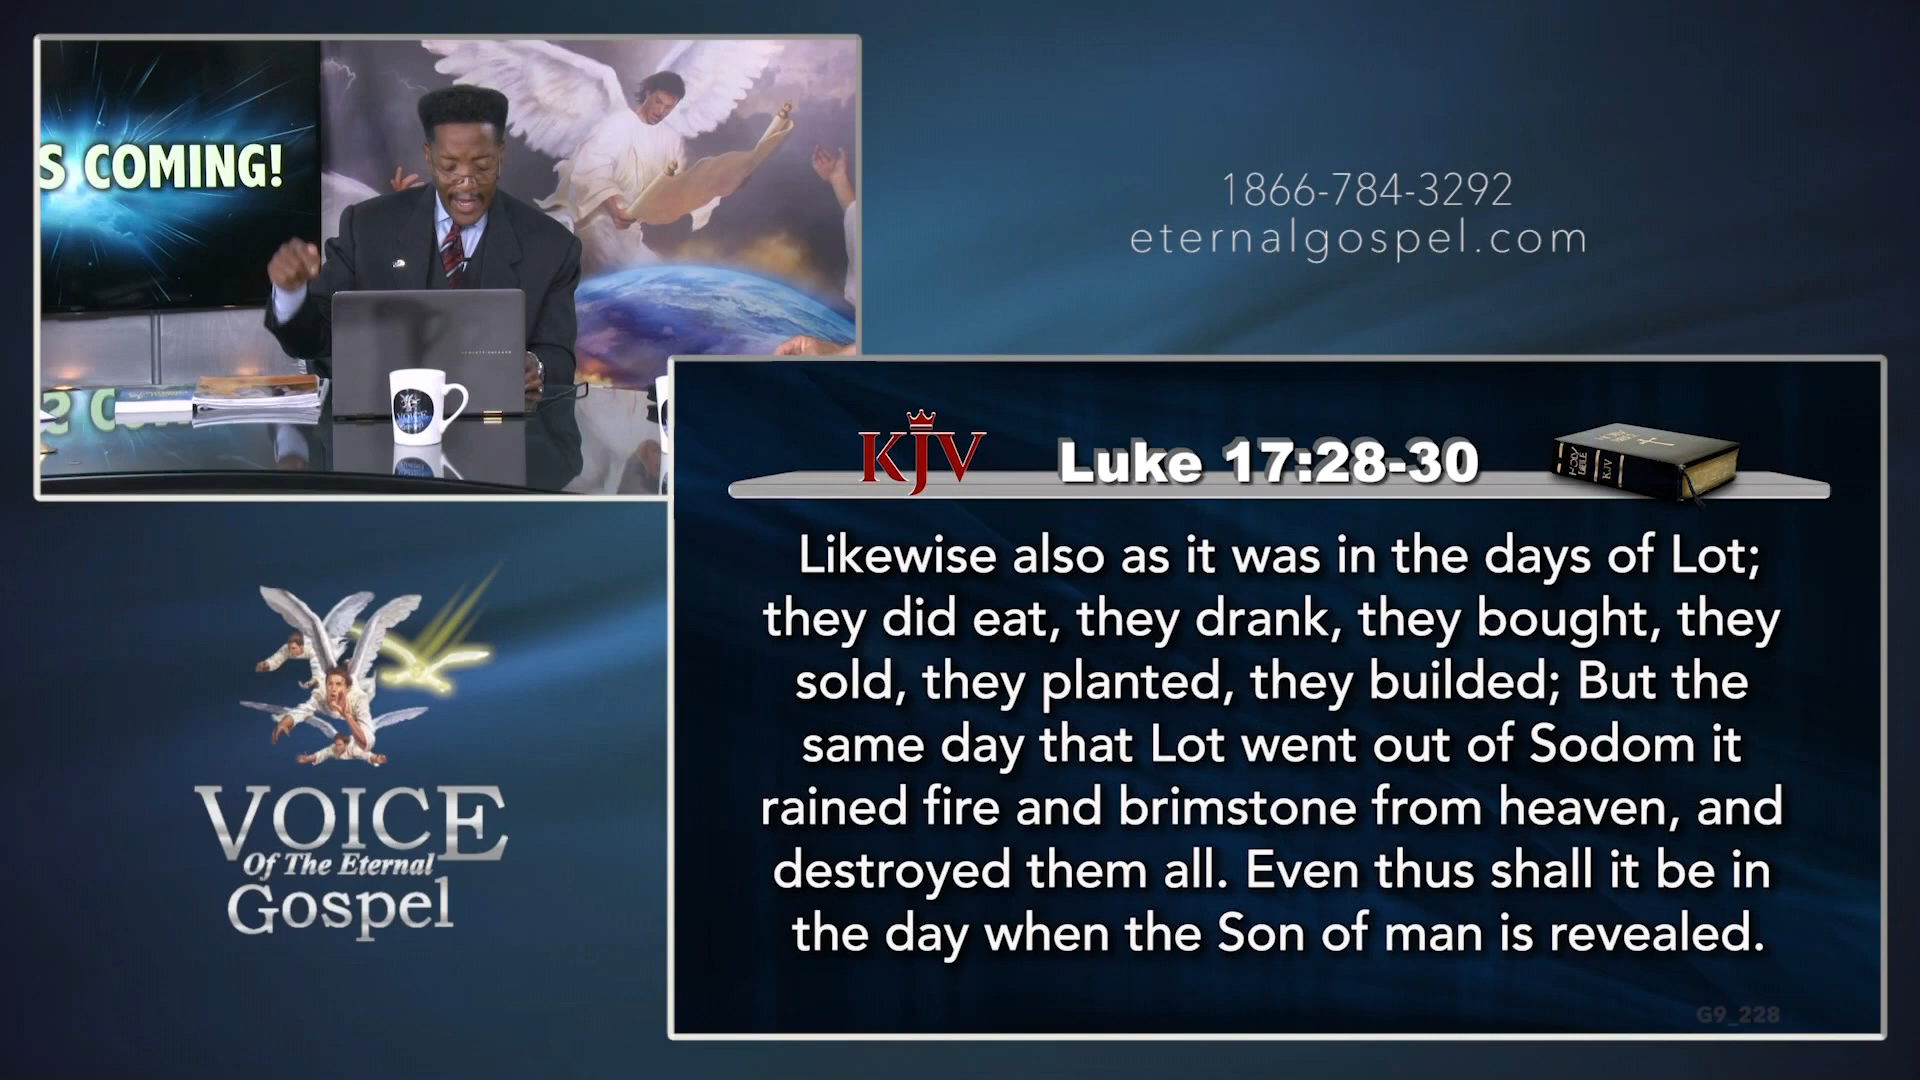 S COMING!
1866-784-3292
eternalgospel.com
VOICE
KJV
Luke 17:28-30
HOLY BIBLE
KJV
Likewise also as it was in the days of Lot;
they did eat, they drank, they bought, they
sold, they planted, they builded; But the
same day that Lot went out of Sodom it
rained fire and brimstone from heaven, and
destroyed them all. Even thus shall it be in
the day when the Son of man is revealed.
G9_228
VOICE
Of The Eternal
Gospel